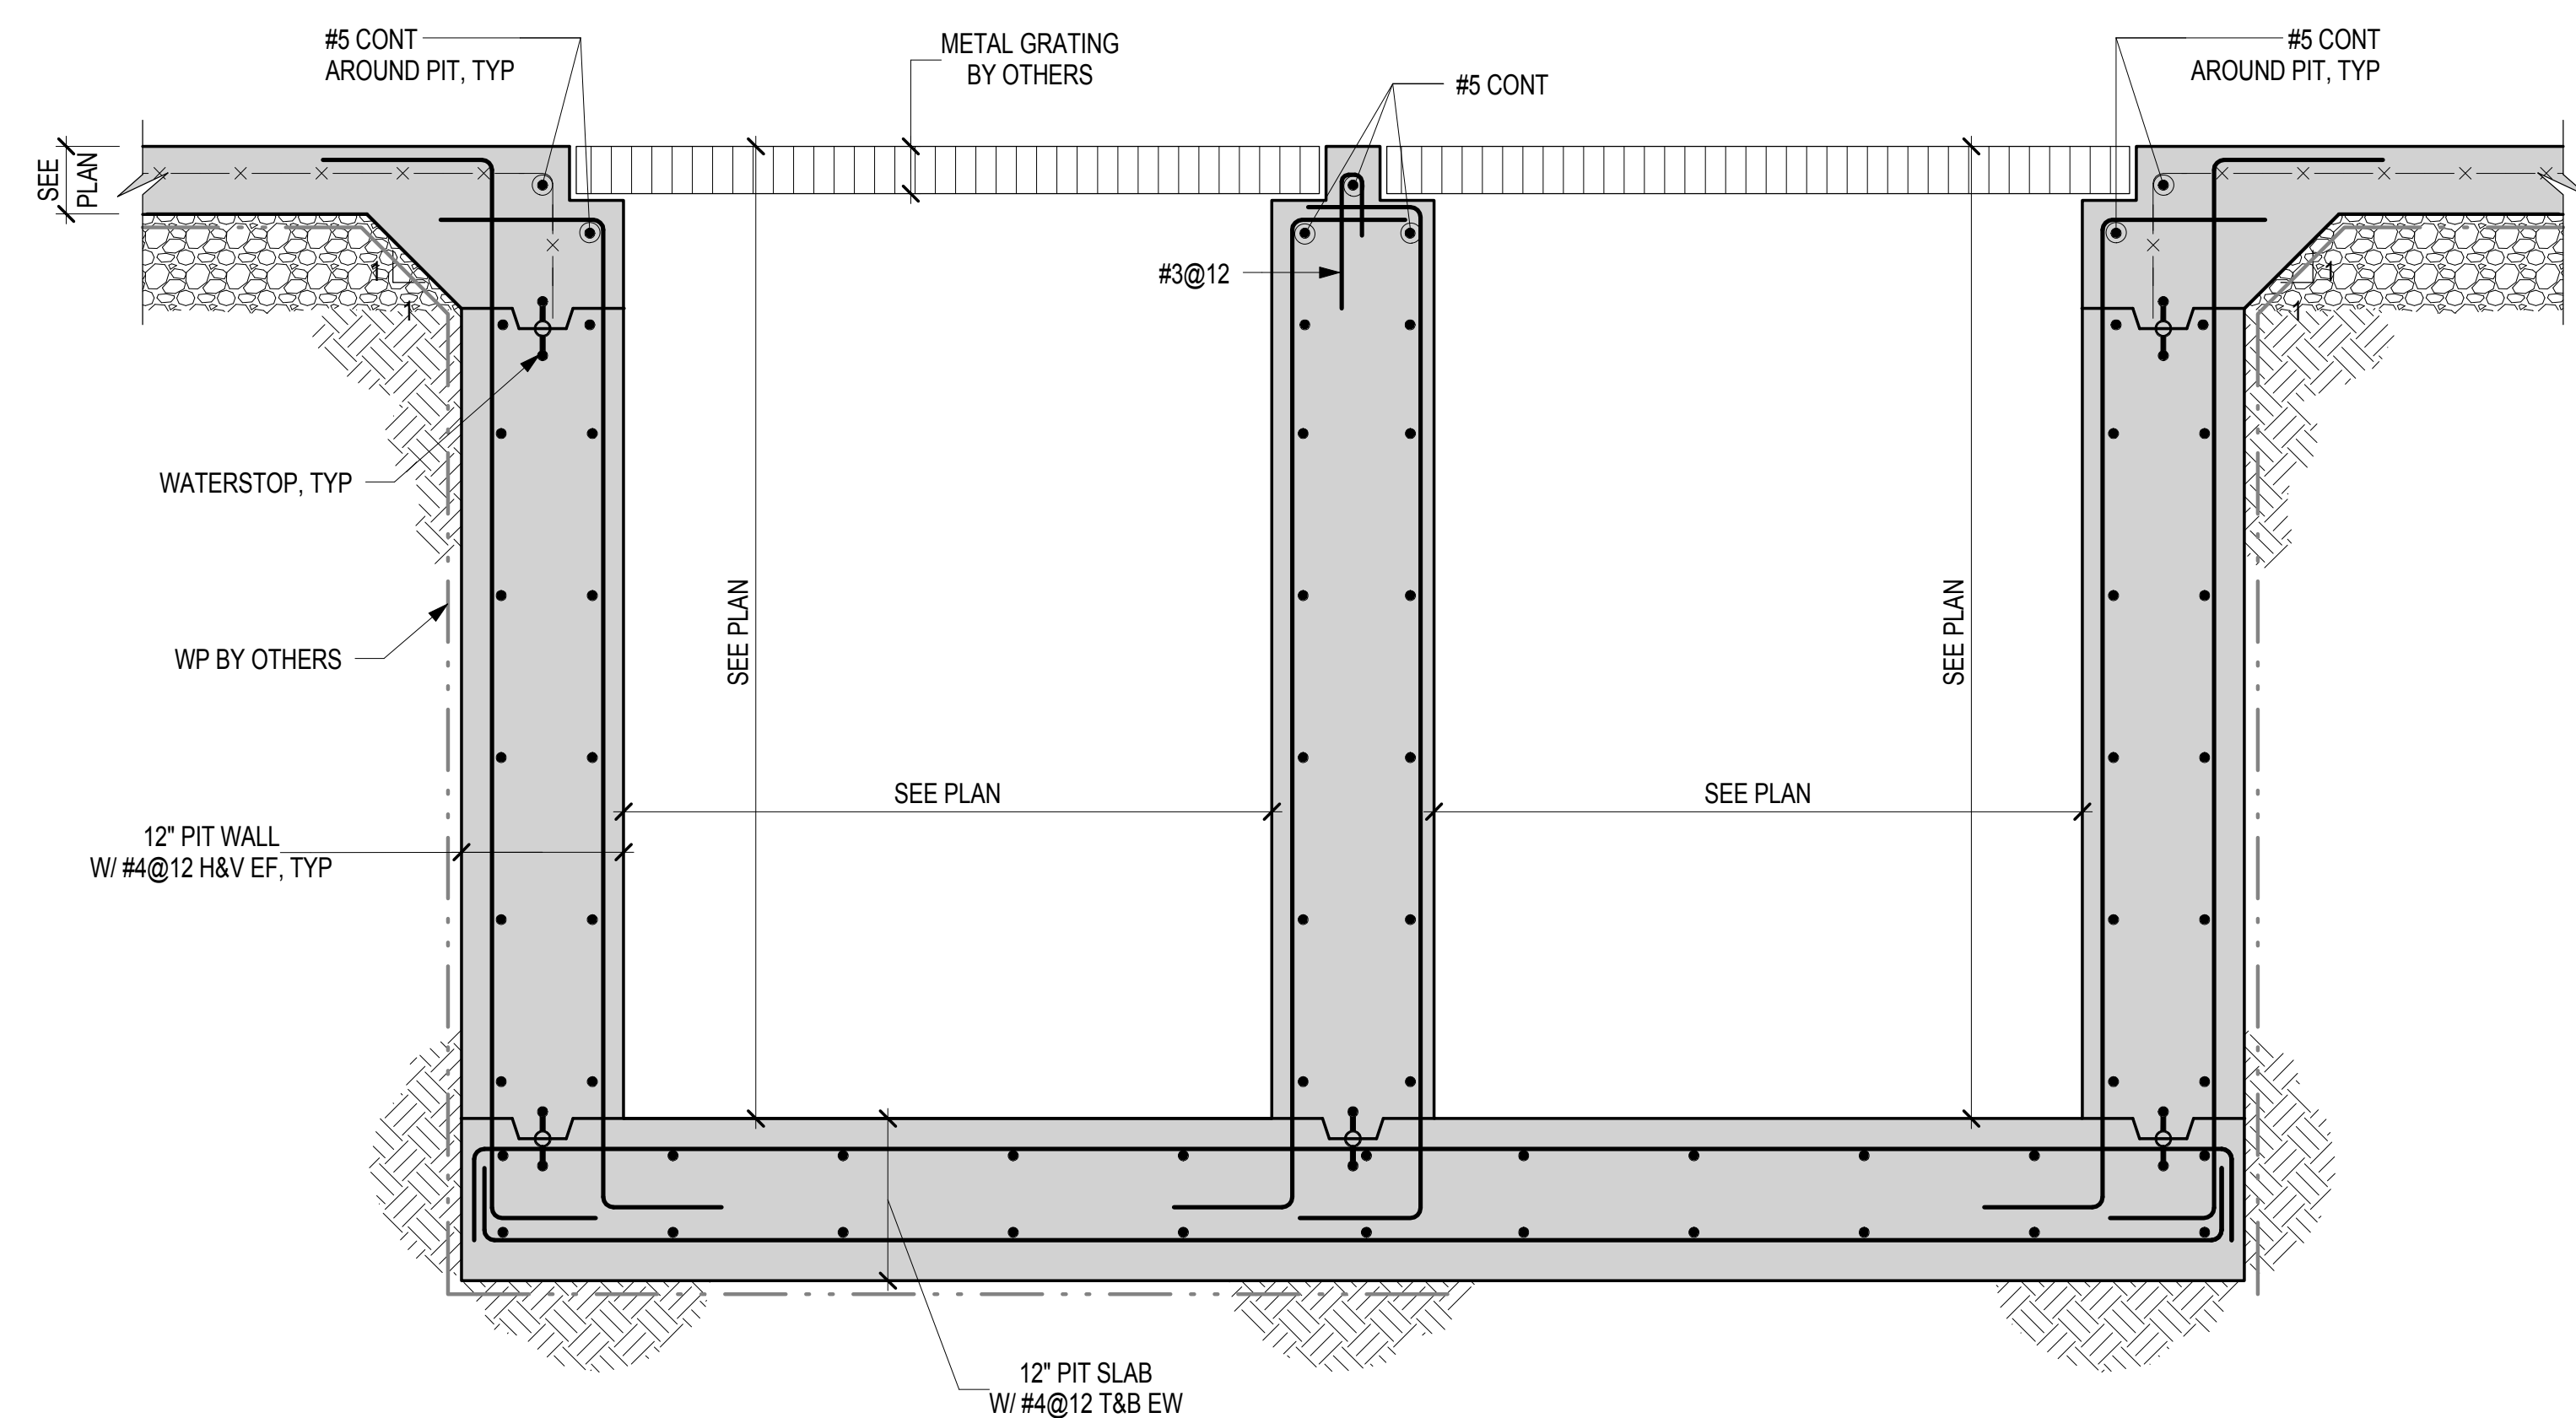 #5 CONT
AROUND PIT, TYP
METAL GRATING
BY OTHERS
#5 CONT
#5 CONT
AROUND PIT, TYP
SEE
PLAN
1
1
#3@12
1
1
WATERSTOP, TYP
WP BY OTHERS
SEE PLAN
SEE PLAN
SEE PLAN
SEE PLAN
12" PIT WALL
W/ #4@12 H&V EF, TYP
12" PIT SLAB
W/ #4@12 T&B EW